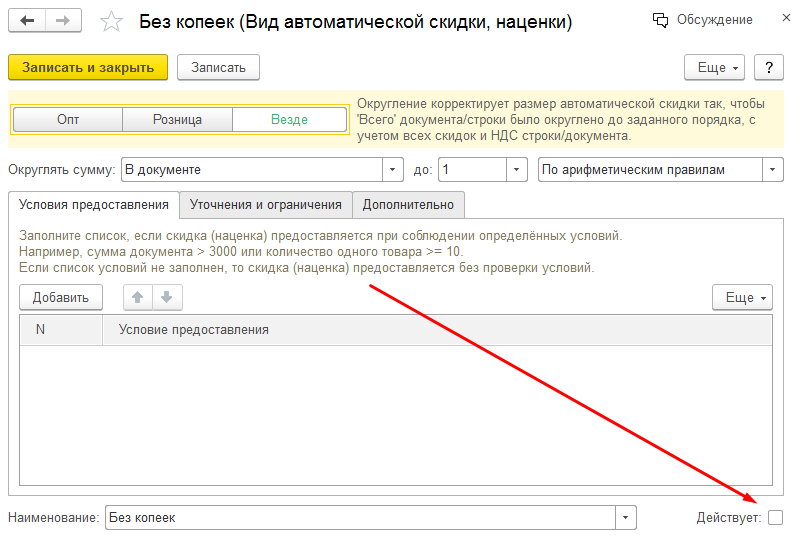 Без копеек (Вид автоматической скидки, наценки)
Обсуждение
Записать и закрыть
Записать
Еще
?
Опт
Розница
Везде
Округление корректирует размер автоматической скидки так, чтобы
'Всего' документа/строки было округлено до заданного порядка, с
учетом всех скидок и НДС строки/документа.
Округлять сумму: В документе до: 1 По арифметическим правилам
Условия предоставления
Уточнения и ограничения
Дополнительно
Заполните список, если скидка (наценка) предоставляется при соблюдении определённых условий.
Например, сумма документа > 3000 или количество одного товара >= 10.
Если список условий не заполнен, то скидка (наценка) предоставляется без проверки условий.
Добавить
Еще
N Условие предоставления
Наименование: Без копеек
Действует: